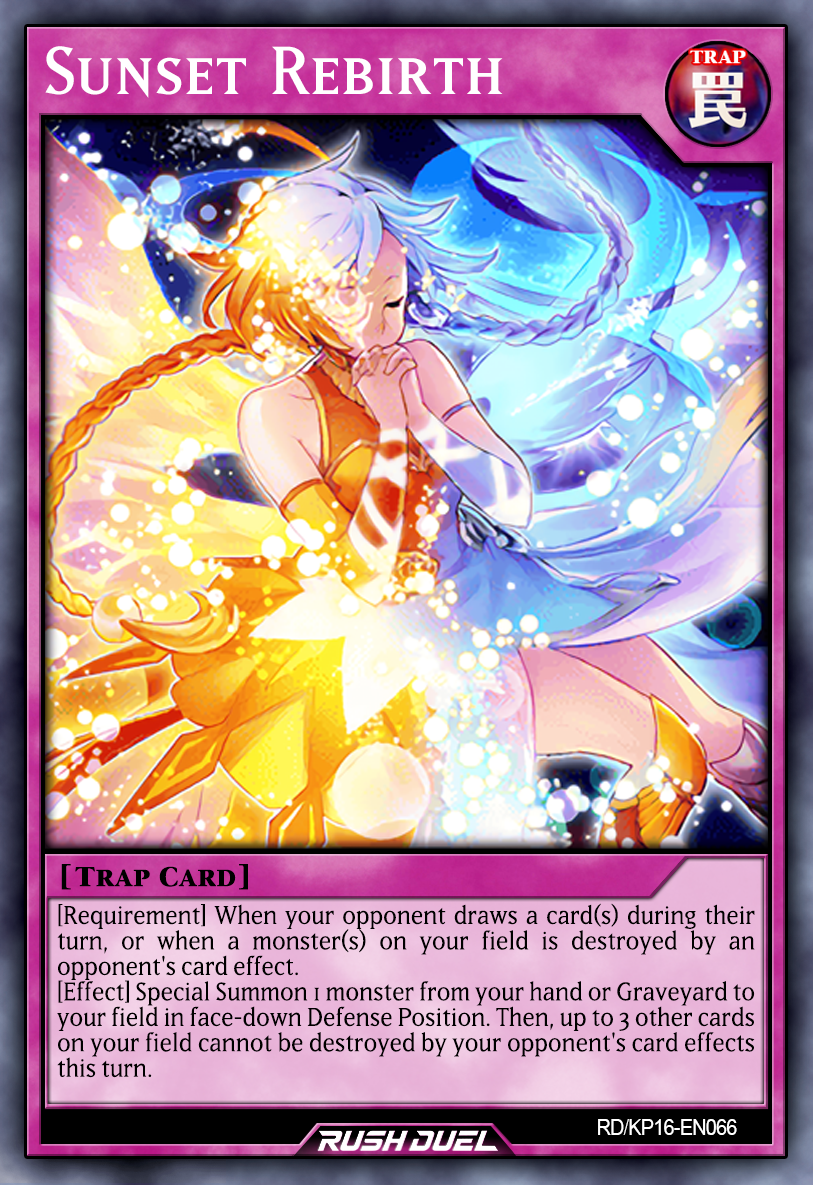 Sunset Rebirth
TRAP
罠
[Trap Card]
[Requirement] When your opponent draws a card(s) during their
turn, or when a monster(s) on your field is destroyed by an
opponent's card effect.
[Effect] Special Summon 1 monster from your hand or Graveyard to
your field in face-down Defense Position. Then, up to 3 other cards
on your field cannot be destroyed by your opponent's card effects
this turn.
RD/KP16-EN066
RUSH DUEL